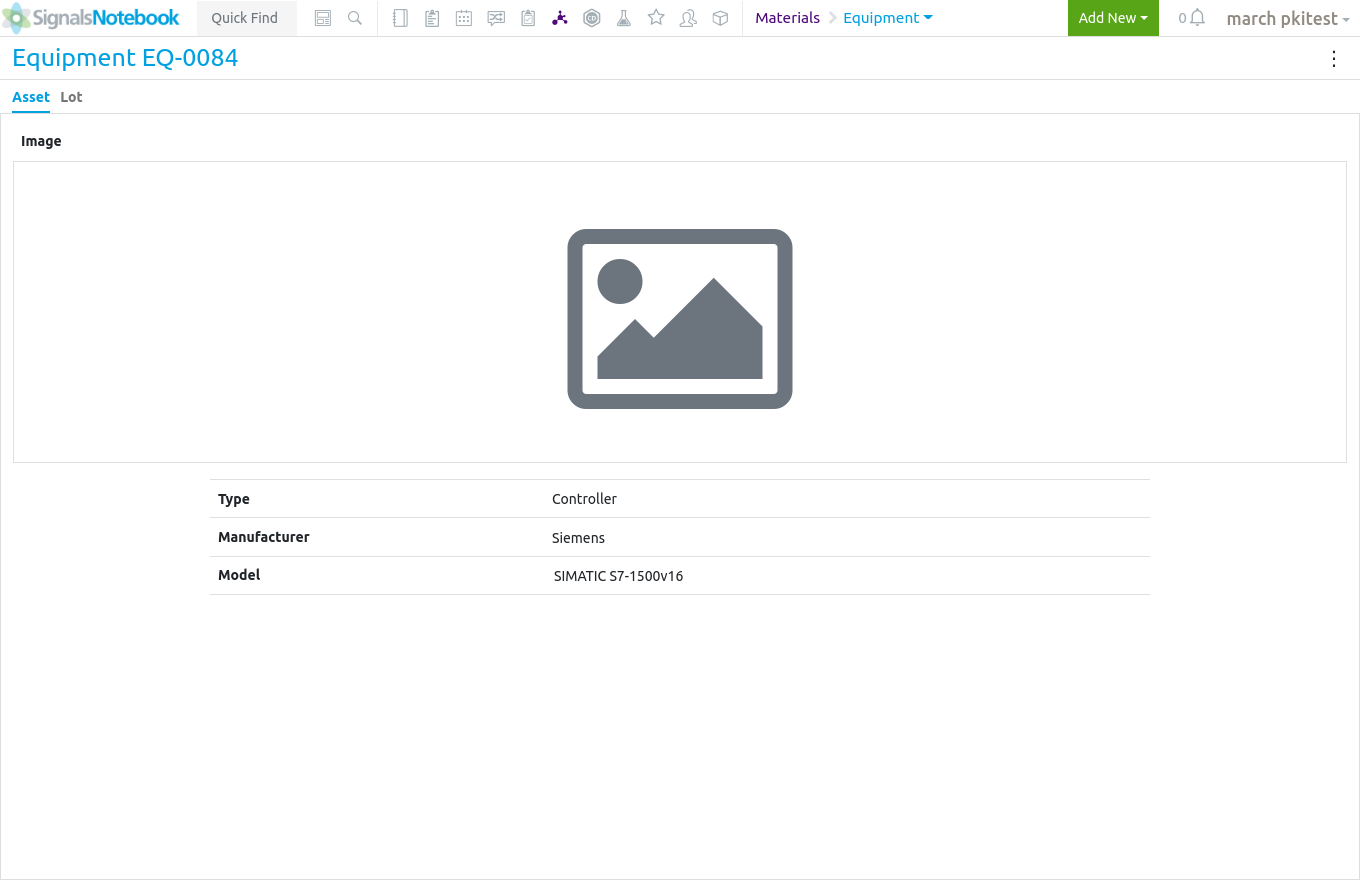 SignalsNotebook Quick Find Materials Equipment Add New 0 march pkitest
Equipment EQ-0084
Asset Lot
Image
Type Controller
Manufacturer Siemens
Model SIMATIC S7-1500v16